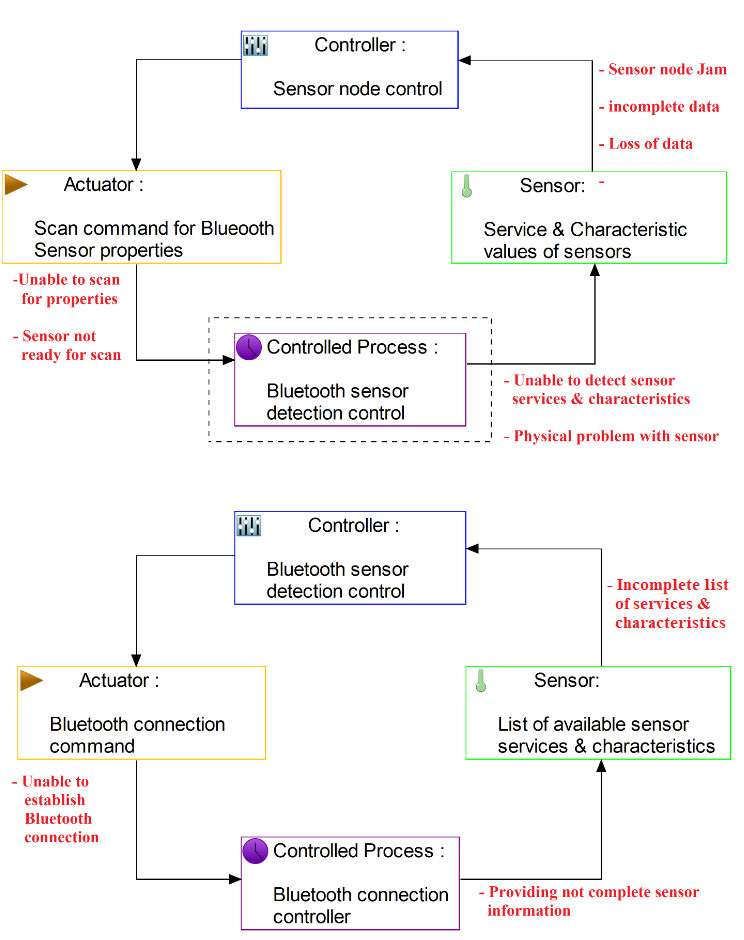 Controller :
Sensor node control
- Sensor node Jam
- incomplete data
- Loss of data
-
Actuator :
Scan command for Blueooth
Sensor properties
Sensor:
Service & Characteristic
values of sensors
-Unable to scan
for properties
- Sensor not
ready for scan
Controlled Process :
Bluetooth sensor
detection control
- Unable to detect sensor
services & characteristics
- Physical problem with sensor
Controller :
Bluetooth sensor
detection control
- Incomplete list
of services &
characteristics
Actuator :
Bluetooth connection
command
Sensor:
List of available sensor
services & characteristics
- Unable to
establish
Bluetooth
connection
Controlled Process :
Bluetooth connection
controller
- Providing not complete sensor
information